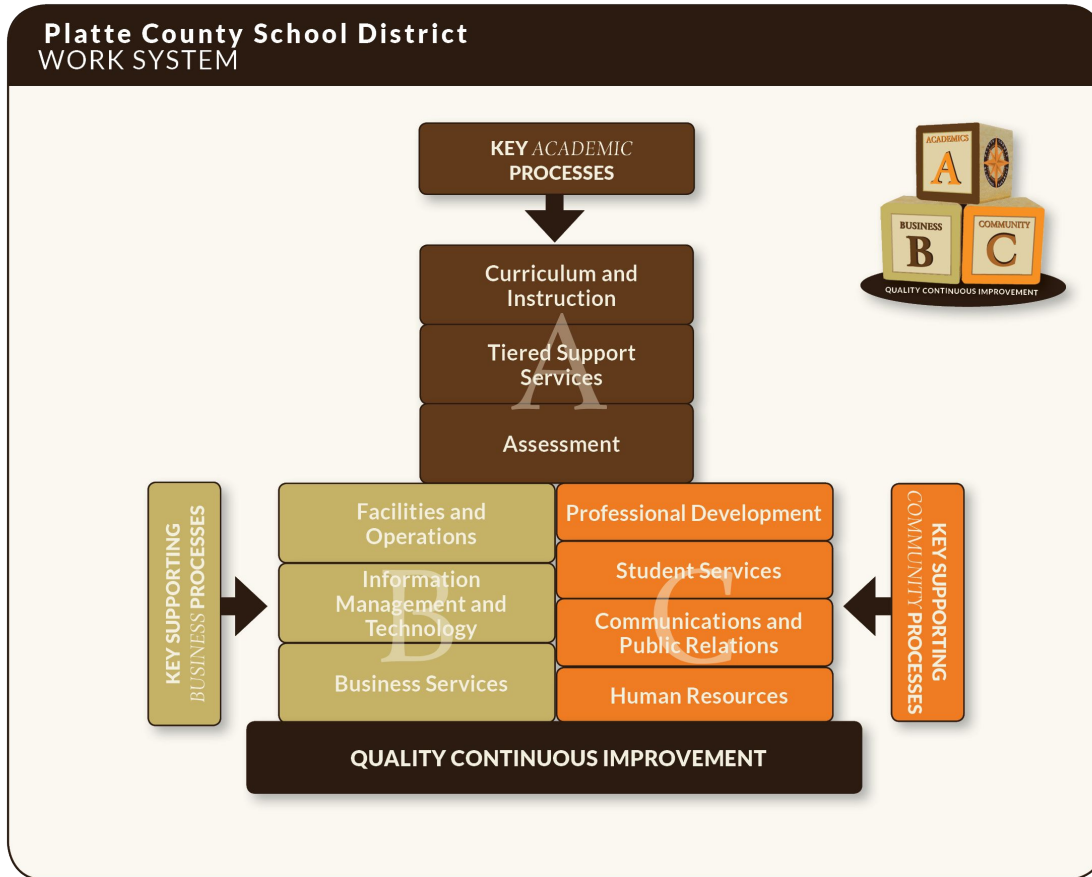 Platte County School District
WORK SYSTEM
KEY ACADEMIC
PROCESSES
ACADEMICS
A
BUSINESS
B
COMMUNITY
C
QUALITY CONTINUOUS IMPROVEMENT
Curriculum and
Instruction
A
Tiered Support
Services
Assessment
KEY SUPPORTING
BUSINESS PROCESSES
Facilities and
Operations
B
Information
Management and
Technology
Business Services
Professional Development
Student Services
C
Communications and
Public Relations
Human Resources
KEY SUPPORTING
COMMUNITY PROCESSES
QUALITY CONTINUOUS IMPROVEMENT